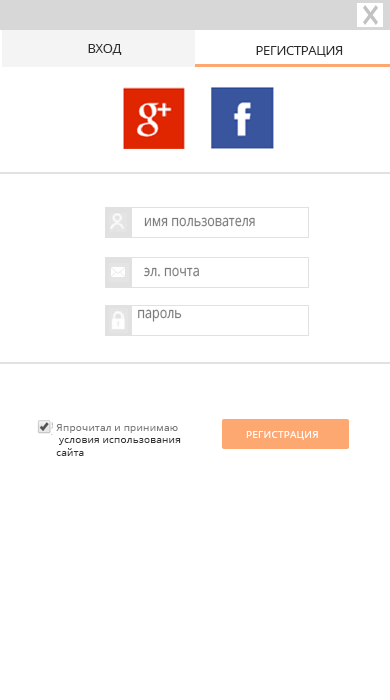 X
ВХОД
РЕГИСТРАЦИЯ
g+
f
имя пользователя
эл. почта
пароль
Япрочитал и принимаю
условия использования
сайта
РЕГИСТРАЦИЯ